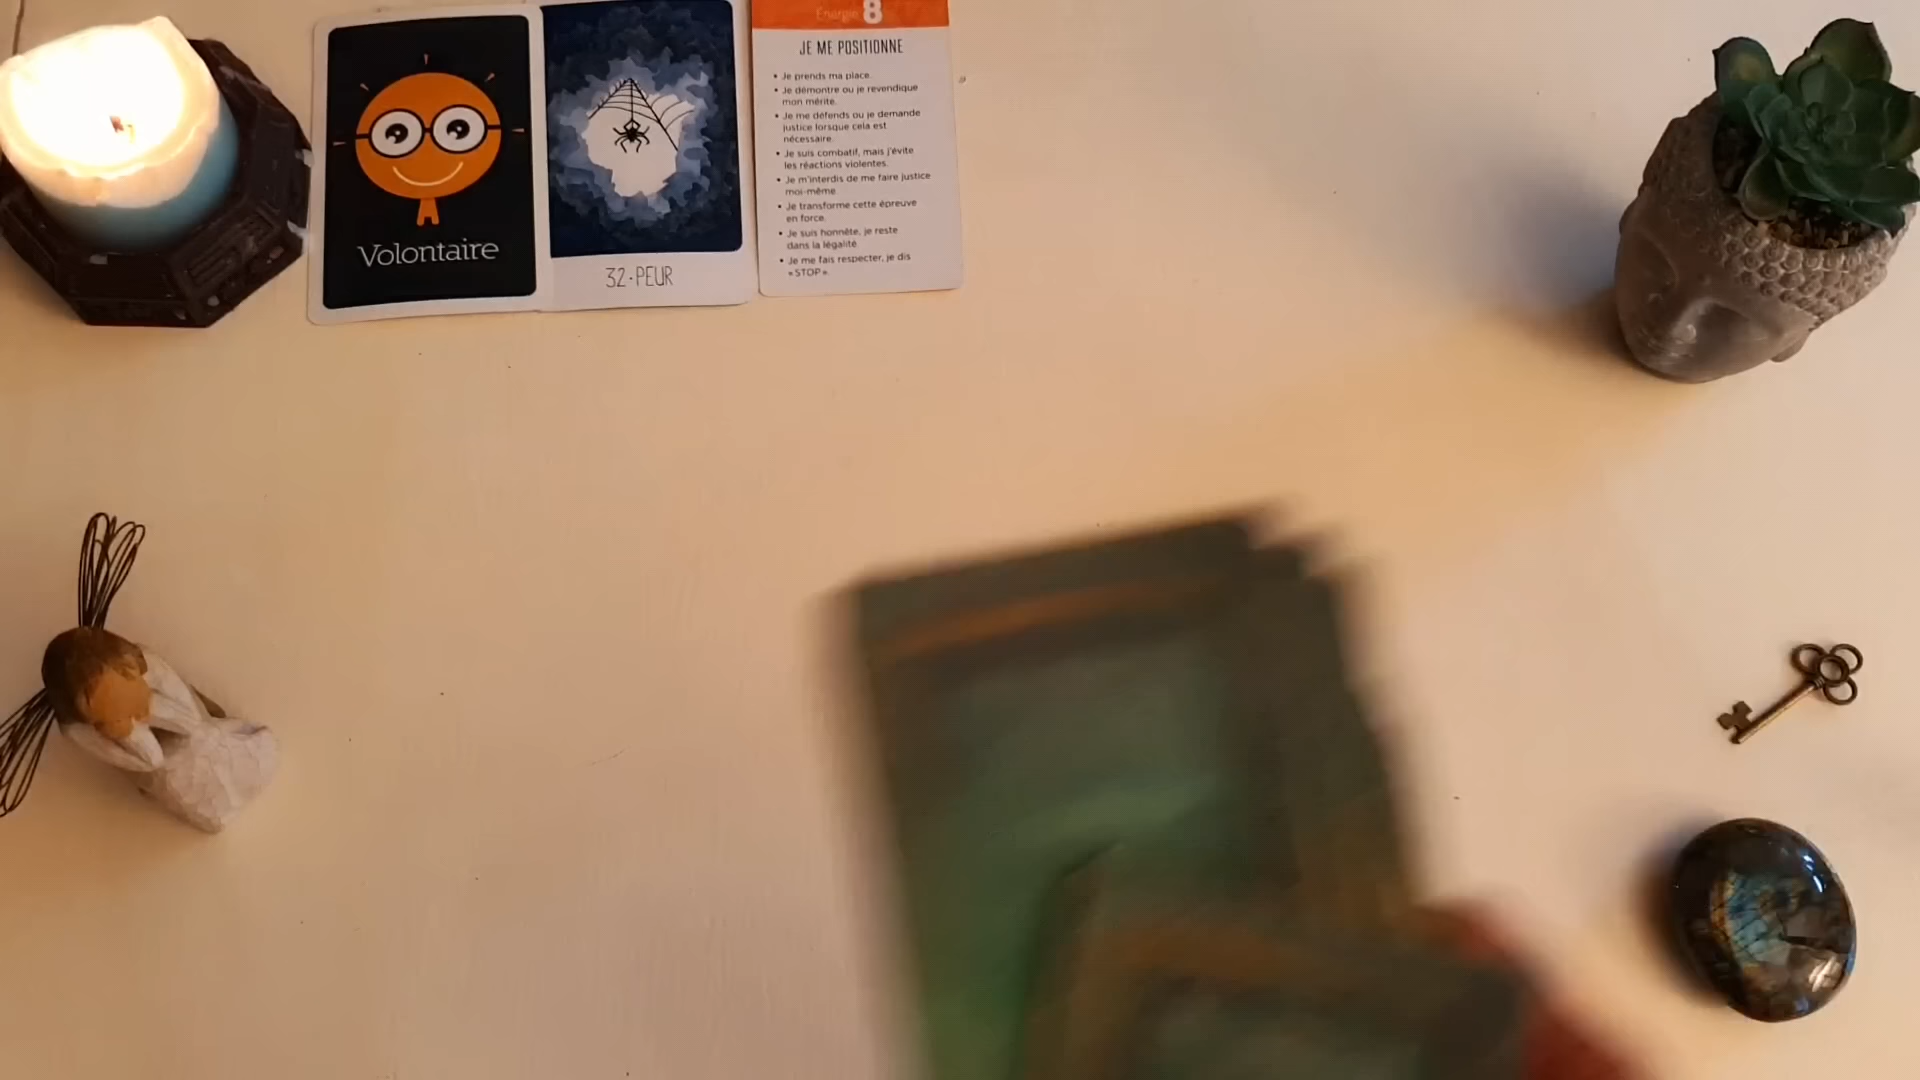 Volontaire
32-PEUR
Énergie 8
JE ME POSITIONNE
• Je prends ma place.
• Je démontre ou je revendique
mon mérite.
• Je me défends ou je demande
justice lorsque cela est
nécessaire.
• Je suis combatif, mais j'évite
les réactions violentes.
• Je m'interdis de me faire justice
moi-même.
• Je transforme cette épreuve
en force.
• Je suis honnête, je reste
dans la légalité.
• Je me fais respecter, je dis
«STOP».